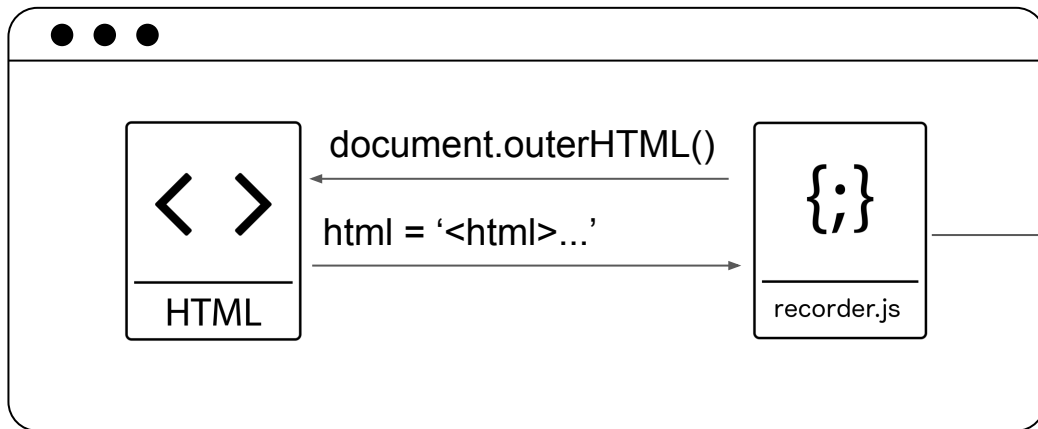 document.outerHTML()
< >
{;}
html = ‘<html>...’
HTML
recorder.js